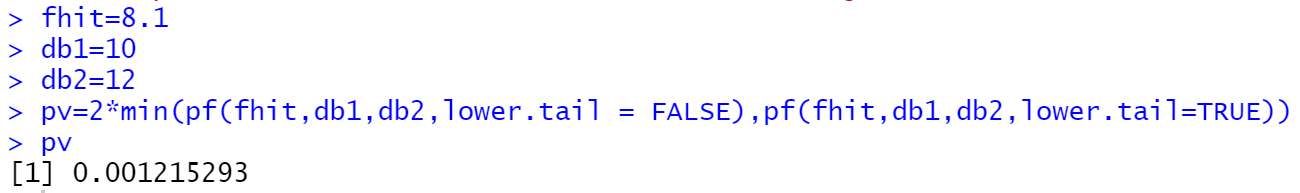 > fhit=8.1
> db1=10
> db2=12
> pv=2*min(pf(fhit,db1,db2,lower.tail = FALSE),pf(fhit,db1,db2,lower.tail=TRUE))
> pv
[1] 0.001215293